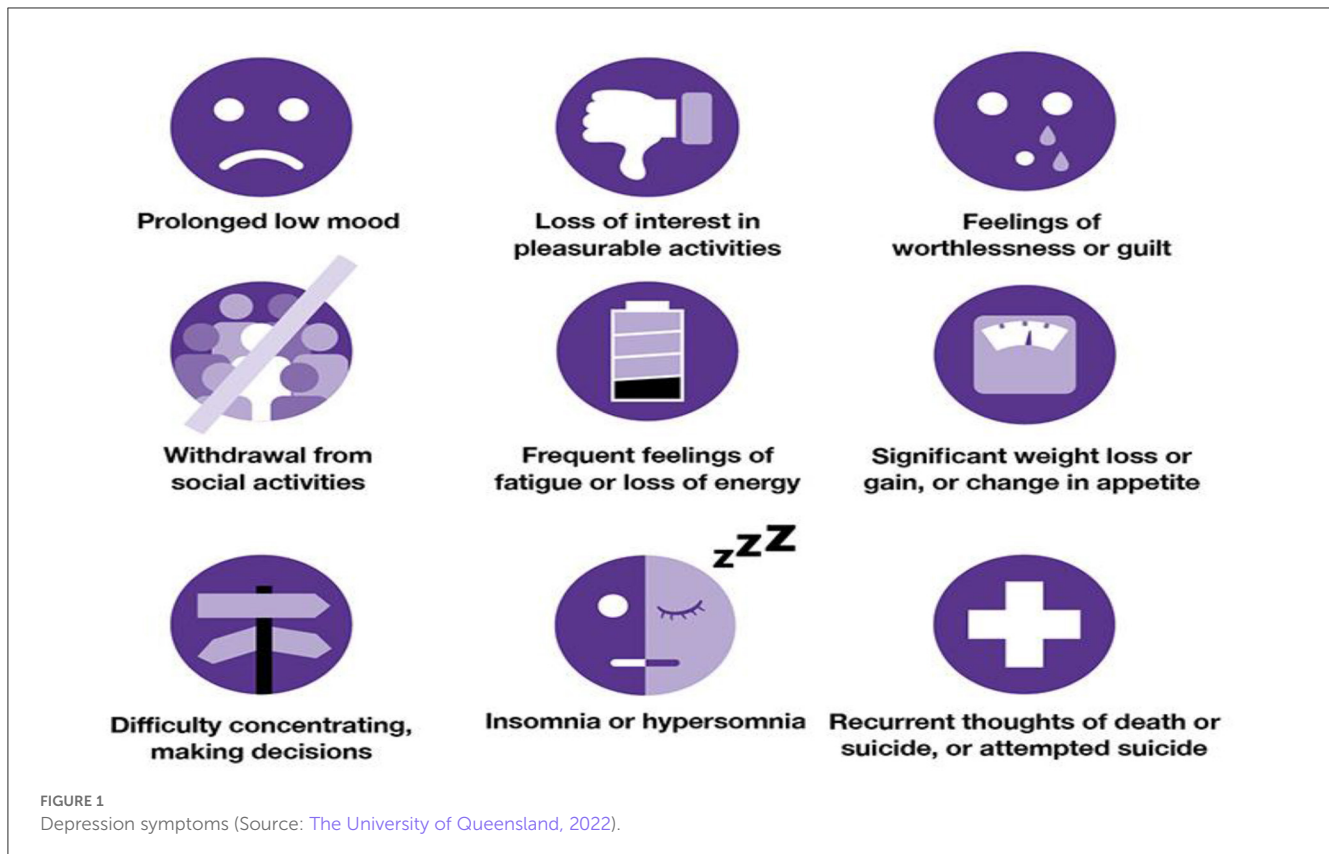 Prolonged low mood
Loss of interest in
pleasurable activities
Feelings of
worthlessness or guilt
Withdrawal from
social activities
Frequent feelings of
fatigue or loss of energy
Significant weight loss or
gain, or change in appetite
Difficulty concentrating,
making decisions
zzz
Insomnia or hypersomnia
Recurrent thoughts of death or
suicide, or attempted suicide
FIGURE 1
Depression symptoms (Source: The University of Queensland, 2022).